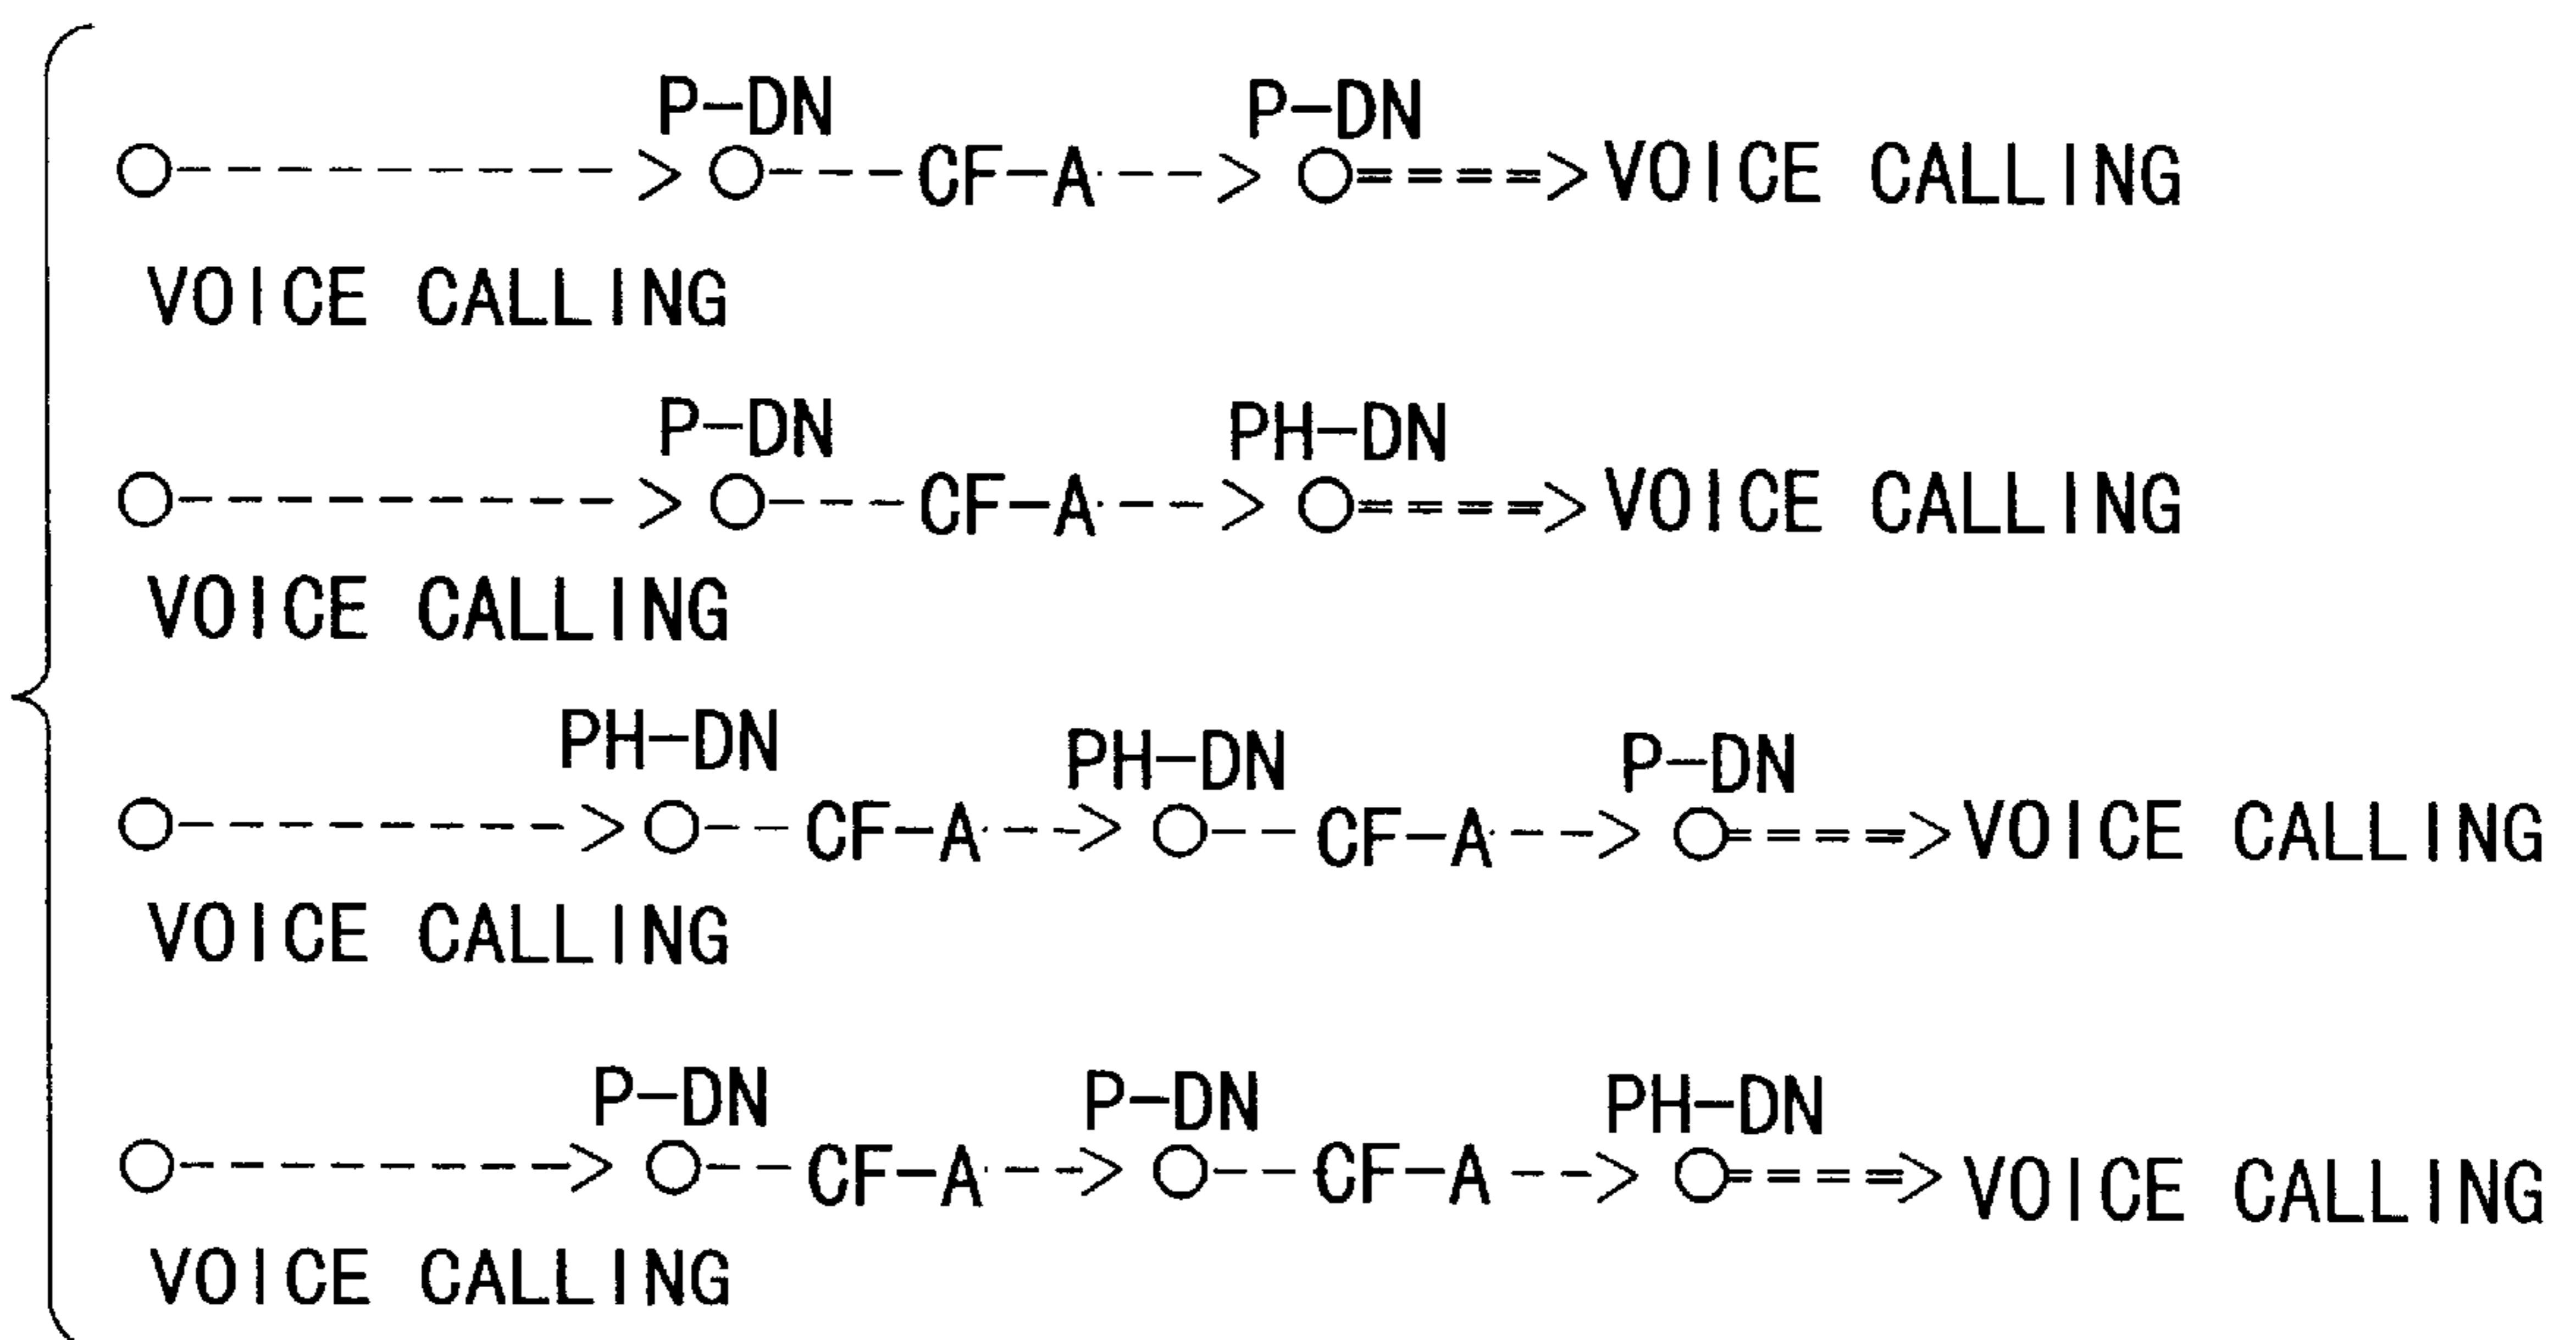 P-DN P-DN
CF-A VOICE CALLING
VOICE CALLING
P-DN PH-DN
CF-A VOICE CALLING
VOICE CALLING
PH-DN PH-DN P-DN
CF-A CF-A VOICE CALLING
VOICE CALLING
P-DN P-DN PH-DN
CF-A CF-A VOICE CALLING
VOICE CALLING